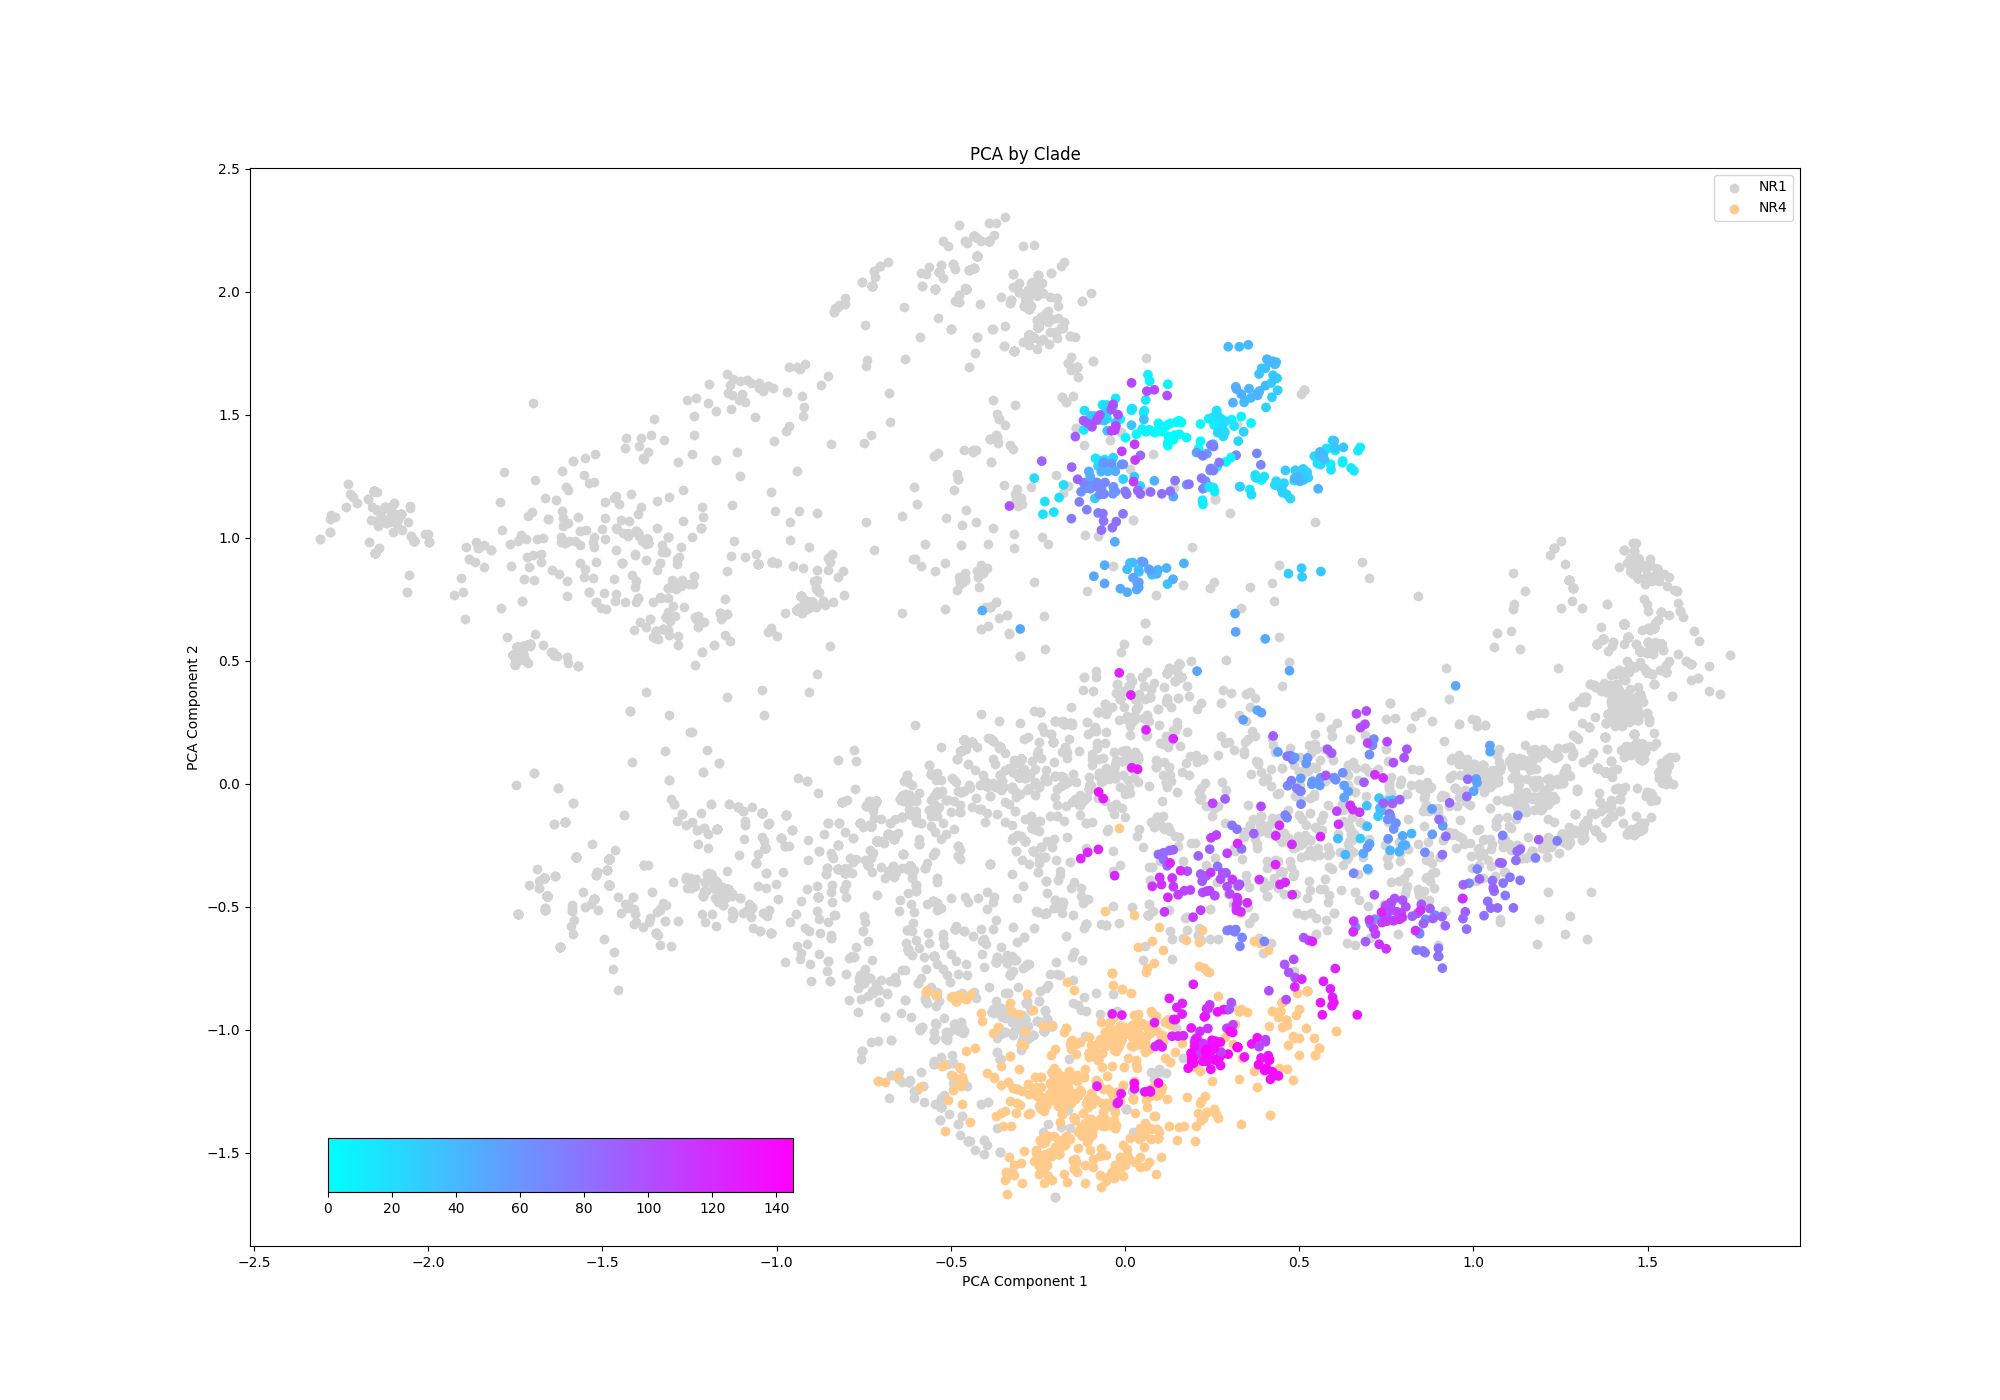 PCA by Clade
NR1
NR4
2.5
2.0
1.5
1.0
0.5
0.0
−0.5
−1.0
−1.5
PCA Component 2
0 20 40 60 80 100 120 140
−2.5 −2.0 −1.5 −1.0 −0.5 0.0 0.5 1.0 1.5
PCA Component 1